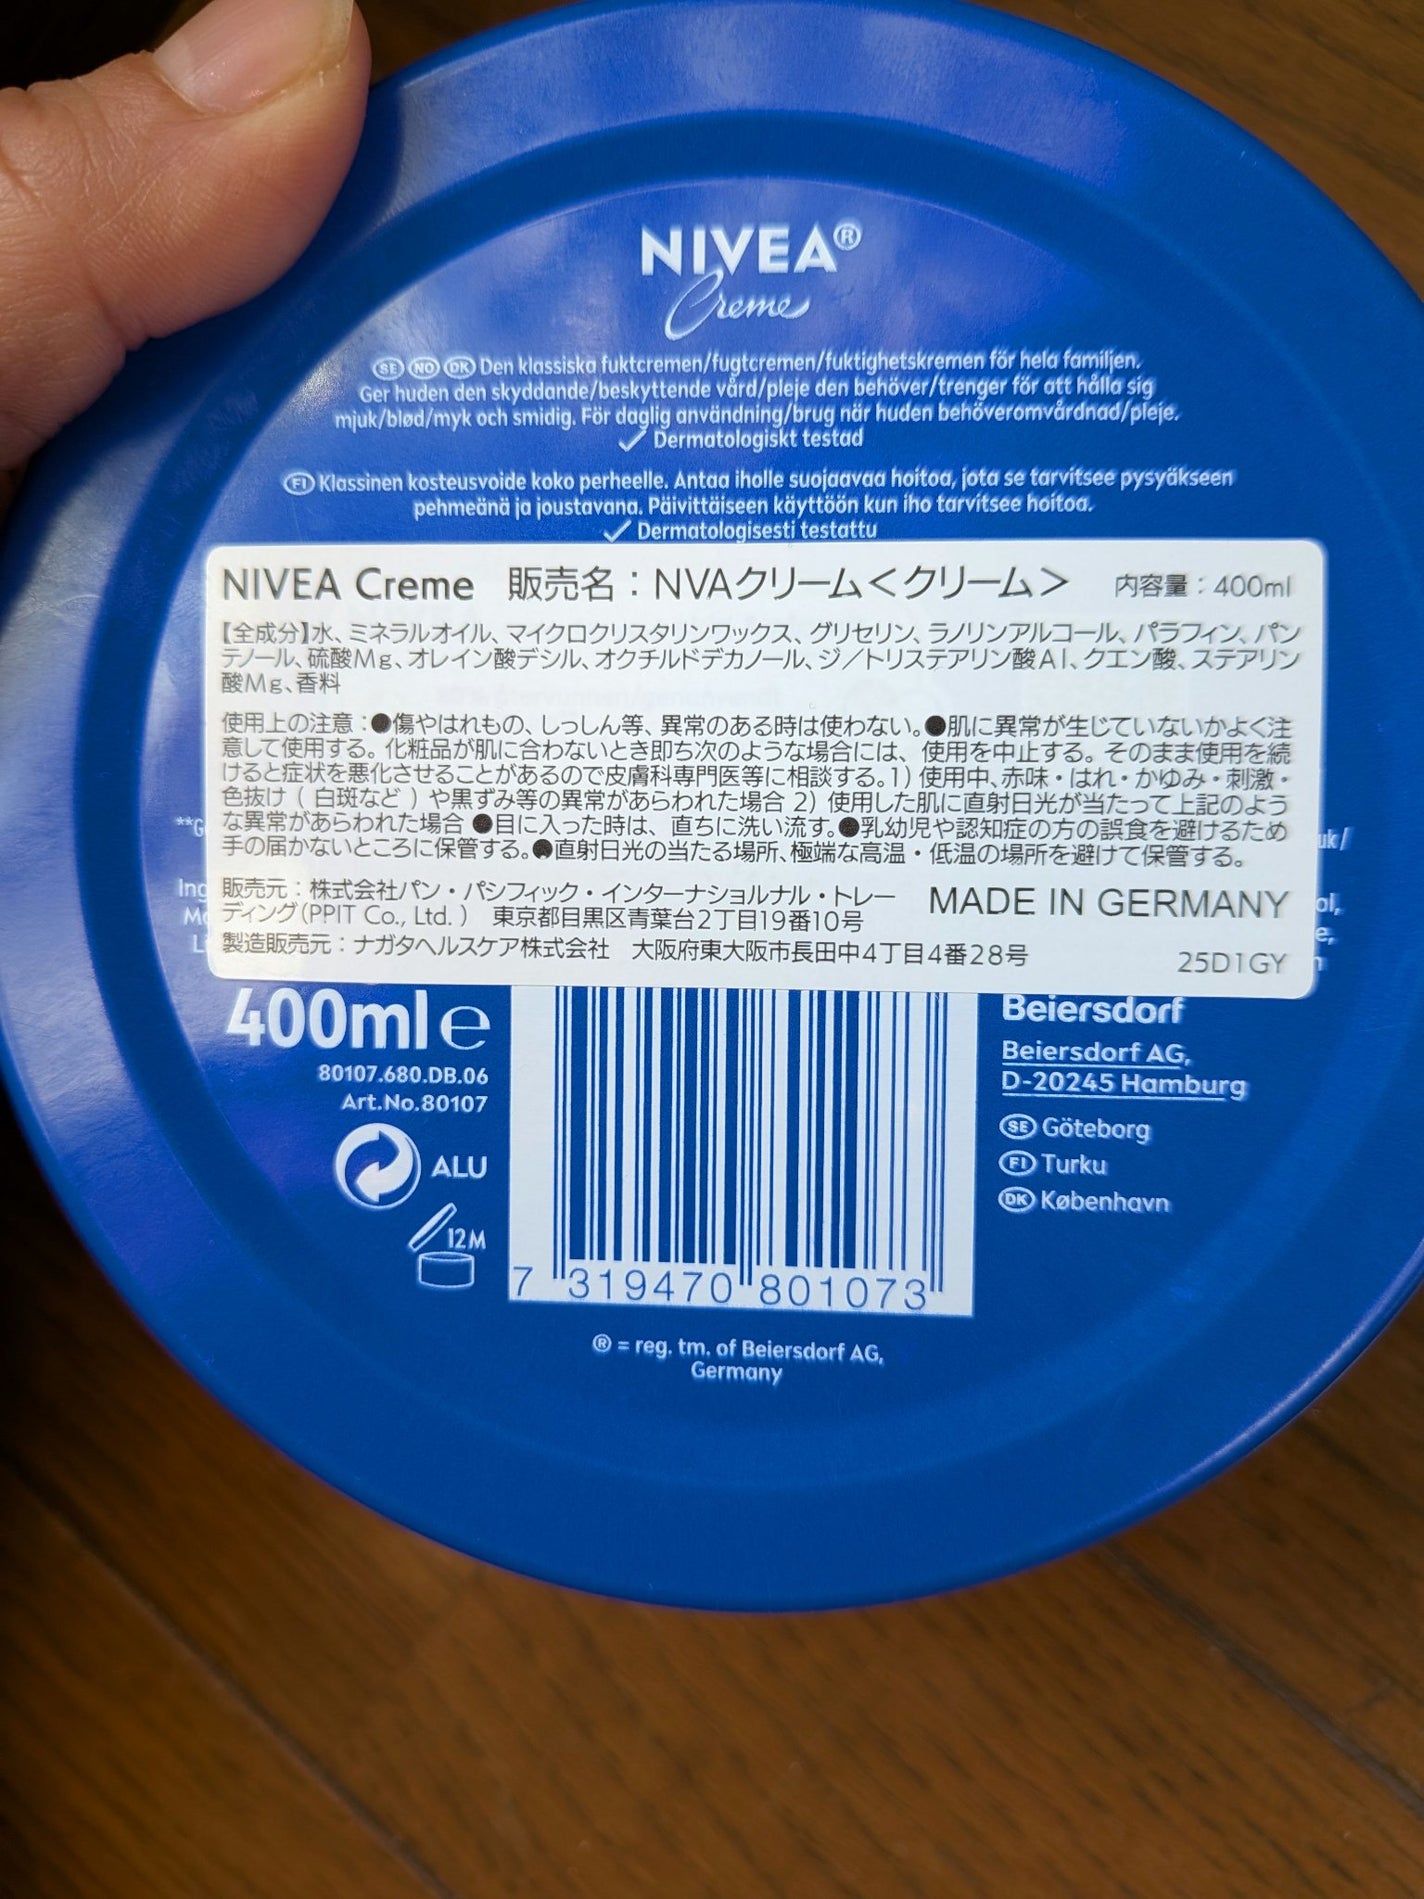 NIVEA®
Creme
SE NO DK Den klassiska fuktcremen/fugtcremen/fuktighetskremen för hela familjen.
Ger huden den skyddande/beskyttende vård/pleje den behöver/trenger för att hålla sig
mjuk/blød/myk och smidig. För daglig användning/brug når huden behöveromvårdnad/pleje.
✓ Dermatologiskt testad
FI Klassinen kosteusvoide koko perheelle. Antaa iholle suojaavaa hoitoa, jota se tarvitsee pysyäkseen
pehmeänä ja joustavana. Päivittäiseen käyttöön kun iho tarvitsee hoitoa.
✓ Dermatologisesti testattu
NIVEA Creme 販売名：NVAクリーム＜クリーム＞ 内容量：400ml
【全成分】水、ミネラルオイル、マイクロクリスタリンワックス、グリセリン、ラノリンアルコール、パラフィン、パン
テノール、硫酸Mg、オレイン酸デシル、オクチルドデカノール、ジ／トリステアリン酸Al、クエン酸、ステアリン
酸Mg、香料
使用上の注意：●傷やはれもの、しっしん等、異常のある時は使わない。●肌に異常が生じていないかよく注
意して使用する。化粧品が肌に合わないとき即ち次のような場合には、使用を中止する。そのまま使用を続
けると症状を悪化させることがあるので皮膚科専門医等に相談する。1) 使用中、赤味・はれ・かゆみ・刺激・
色抜け（白斑など）や黒ずみ等の異常があらわれた場合 2) 使用した肌に直射日光が当たって上記のよう
な異常があらわれた場合 ●目に入った時は、直ちに洗い流す。●乳幼児や認知症の方の誤食を避けるため
手の届かないところに保管する。●直射日光の当たる場所、極端な高温・低温の場所を避けて保管する。
販売元：株式会社パン・パシフィック・インターナショルナル・トレー
ディング(PPIT Co., Ltd.） 東京都目黒区青葉台2丁目19番10号
MADE IN GERMANY
製造販売元：ナガタヘルスケア株式会社 大阪府東大阪市長田中4丁目4番28号
25D1GY
400ml e
80107.680.DB.06
Art.No.80107
ALU
12M
7 319470 801073
Beiersdorf
Beiersdorf AG,
D-20245 Hamburg
SE Göteborg
FI Turku
DK København
® = reg. tm. of Beiersdorf AG,
Germany